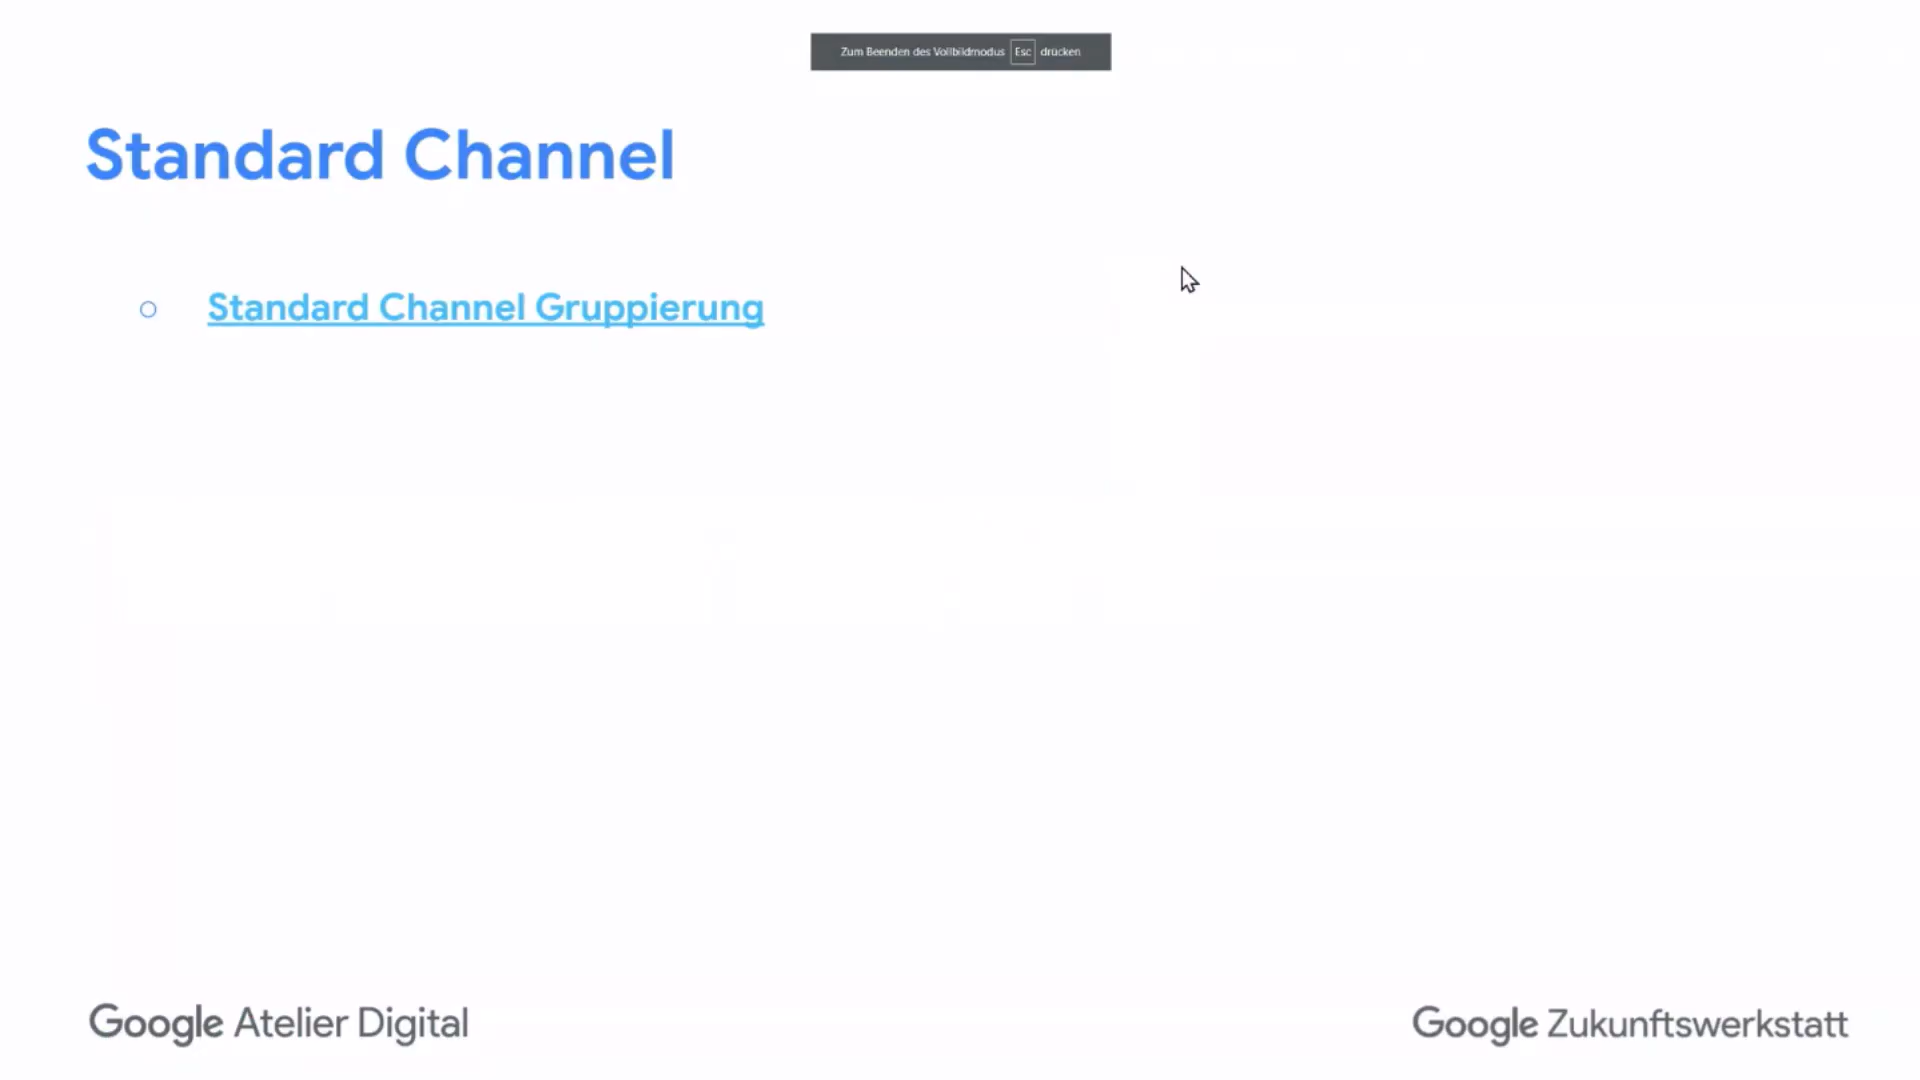 Zum Beenden des Vollbildmodus Esc drücken
Standard Channel
Standard Channel Gruppierung
Google Atelier Digital
Google Zukunftswerkstatt